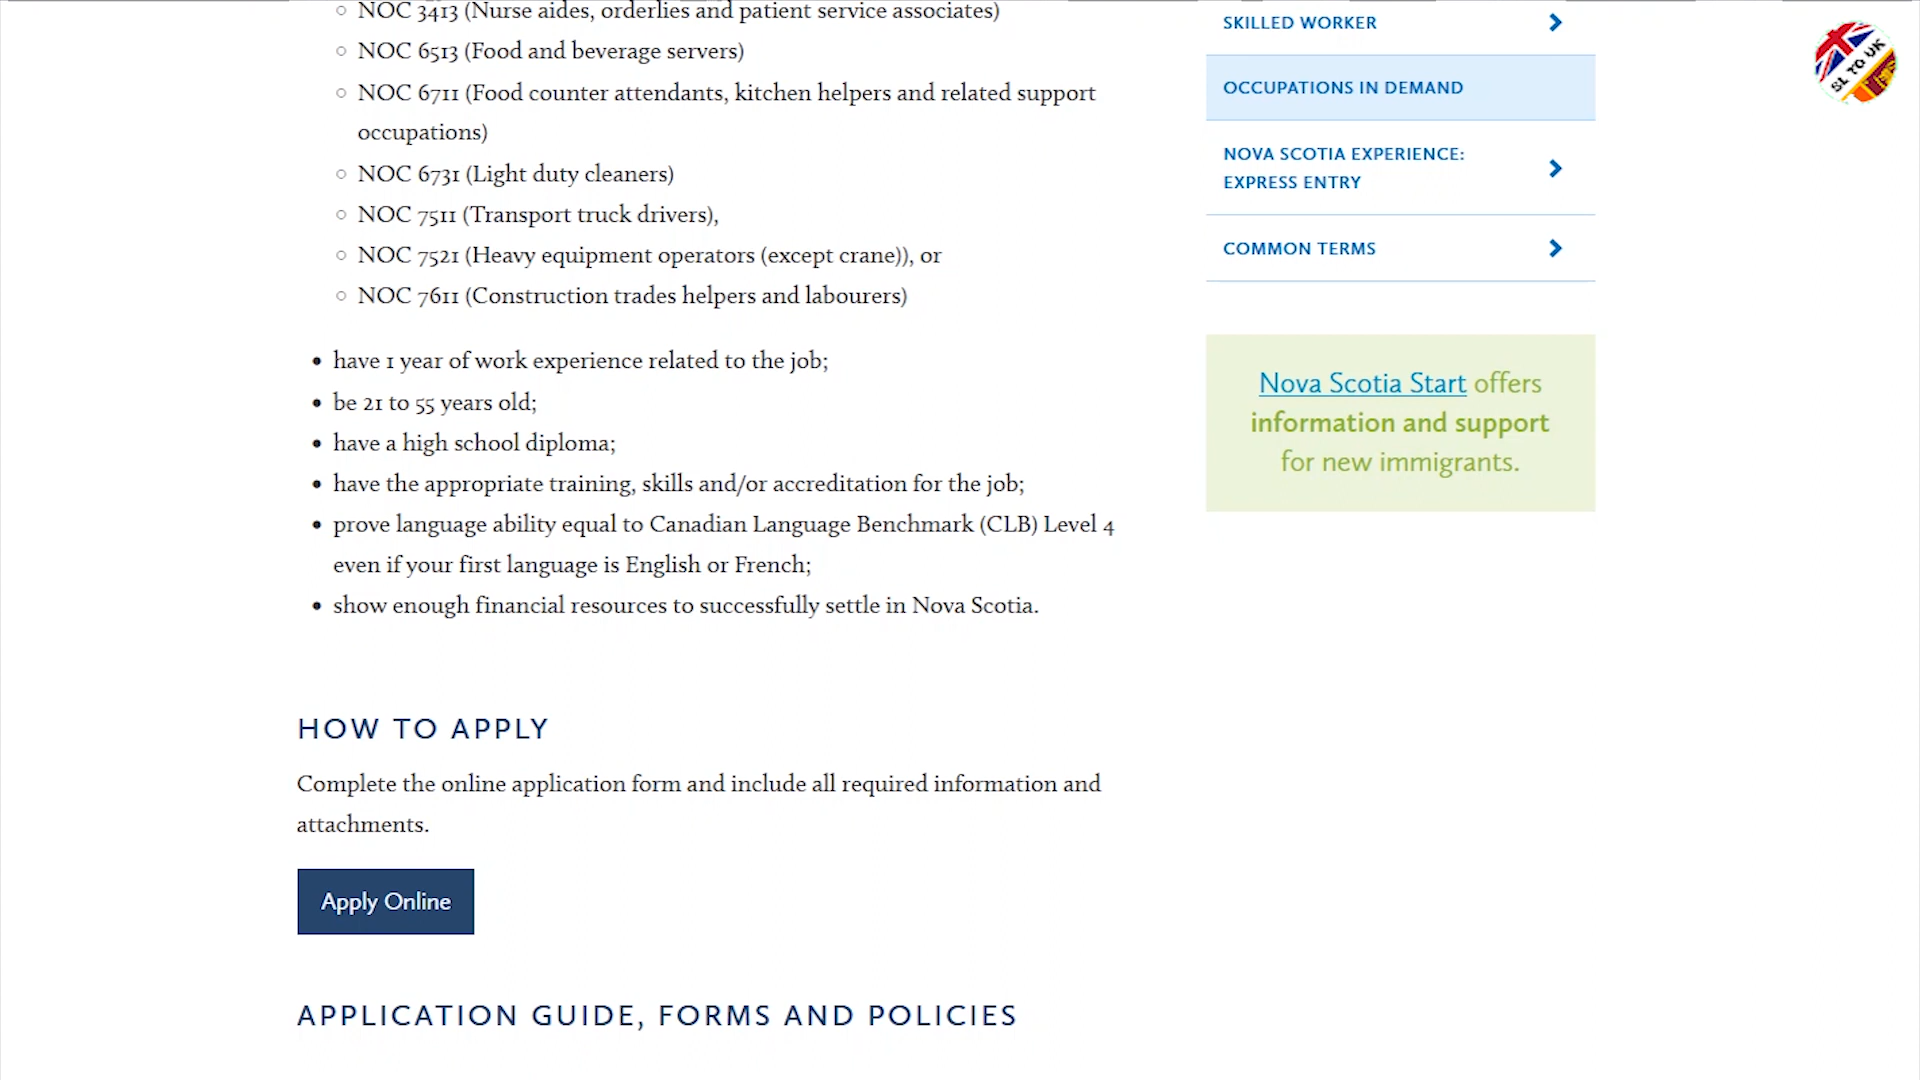 NOC 3413 (Nurse aides, orderlies and patient service associates)
NOC 6513 (Food and beverage servers)
NOC 6711 (Food counter attendants, kitchen helpers and related support
occupations)
NOC 6731 (Light duty cleaners)
NOC 7511 (Transport truck drivers),
NOC 7521 (Heavy equipment operators (except crane)), or
NOC 7611 (Construction trades helpers and labourers)
have 1 year of work experience related to the job;
be 21 to 55 years old;
have a high school diploma;
have the appropriate training, skills and/or accreditation for the job;
prove language ability equal to Canadian Language Benchmark (CLB) Level 4
even if your first language is English or French;
show enough financial resources to successfully settle in Nova Scotia.
HOW TO APPLY
Complete the online application form and include all required information and
attachments.
Apply Online
APPLICATION GUIDE, FORMS AND POLICIES
SKILLED WORKER
OCCUPATIONS IN DEMAND
NOVA SCOTIA EXPERIENCE:
EXPRESS ENTRY
COMMON TERMS
Nova Scotia Start offers
information and support
for new immigrants.
SL TO UK